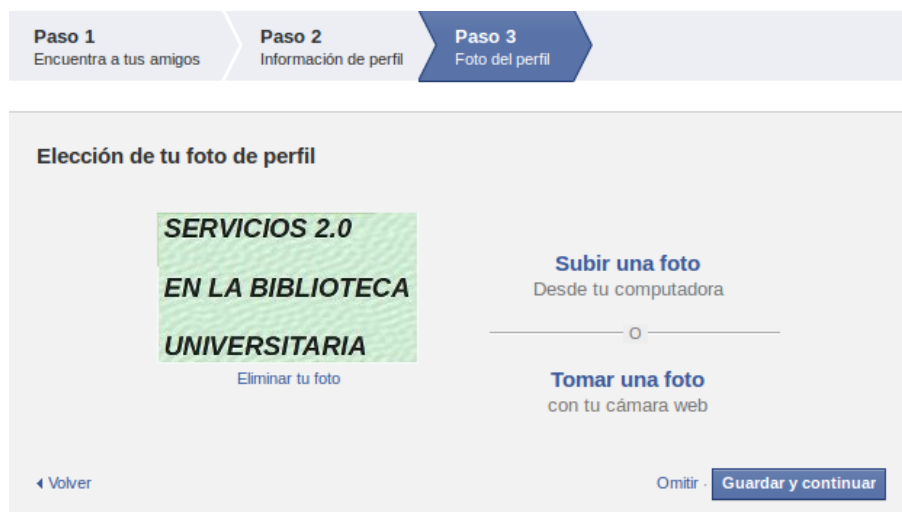 Paso 1
Encuentra a tus amigos
Paso 2
Información de perfil
Paso 3
Foto del perfil
Elección de tu foto de perfil
SERVICIOS 2.0
EN LA BIBLIOTECA
UNIVERSITARIA
Eliminar tu foto
Subir una foto
Desde tu computadora
O
Tomar una foto
con tu cámara web
Volver
Omitir · Guardar y continuar